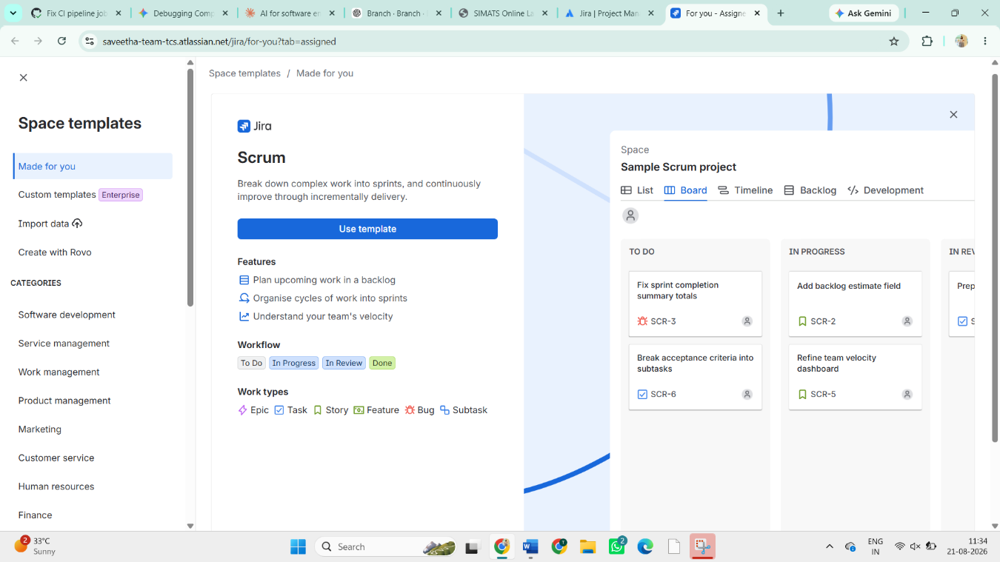 Fix CI pipeline job
Debugging Comp
AI for software en
Branch · Branch ·
SIMATS Online La
Jira | Project Man
For you - Assigne
Ask Gemini
saveetha-team-tcs.atlassian.net/jira/for-you?tab=assigned
Space templates / Made for you
Space templates
Made for you
Custom templates Enterprise
Import data
Create with Rovo
CATEGORIES
Software development
Service management
Work management
Product management
Marketing
Customer service
Human resources
Finance
Jira
Scrum
Break down complex work into sprints, and continuously
improve through incrementally delivery.
Use template
Features
Plan upcoming work in a backlog
Organise cycles of work into sprints
Understand your team's velocity
Workflow
To Do In Progress In Review Done
Work types
Epic Task Story Feature Bug Subtask
Space
Sample Scrum project
List Board Timeline Backlog Development
TO DO
Fix sprint completion
summary totals
SCR-3
Break acceptance criteria into
subtasks
SCR-6
IN PROGRESS
Add backlog estimate field
SCR-2
Refine team velocity
dashboard
SCR-5
IN REV
Prep
S
2
33°C
Sunny
Search
2
ENG
IN
11:34
21-08-2026